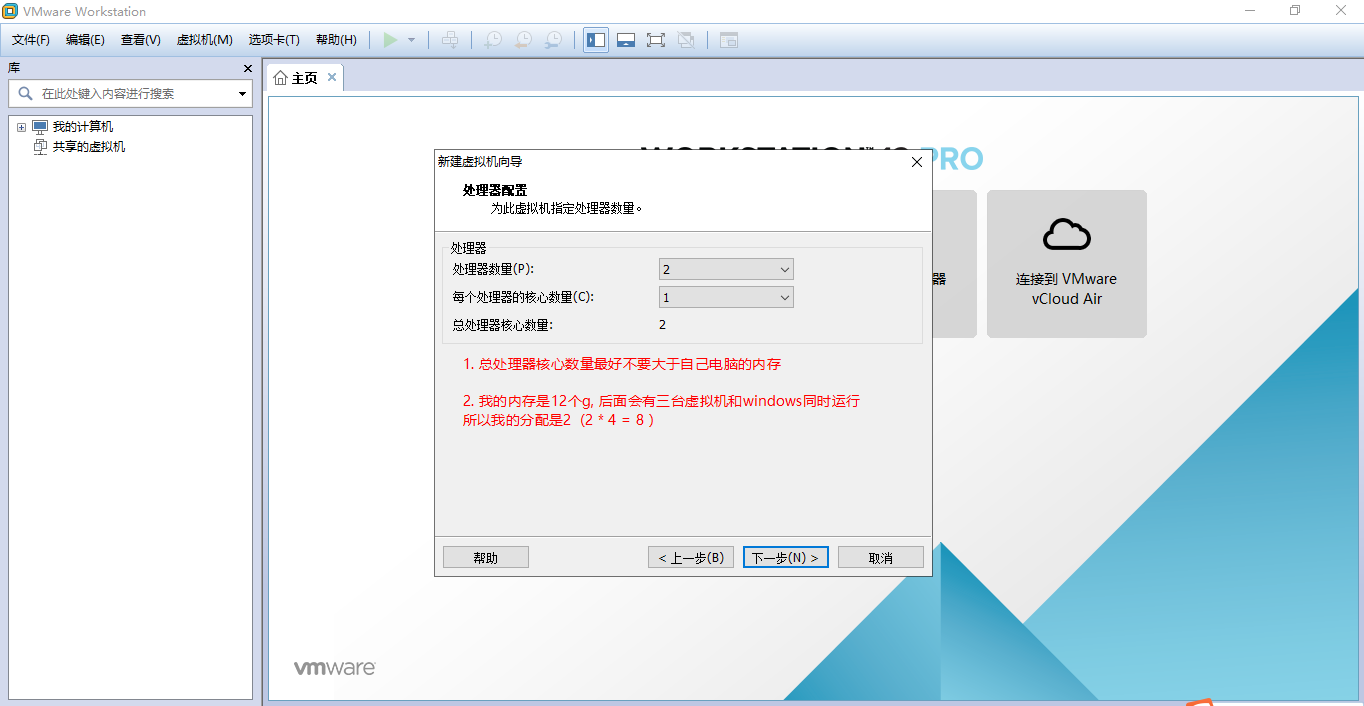 VMware Workstation
文件(F) 编辑(E) 查看(V) 虚拟机(M) 选项卡(T) 帮助(H)
库
在此处键入内容进行搜索
我的计算机
共享的虚拟机
主页
PRO
新建虚拟机向导
处理器配置
为此虚拟机指定处理器数量。
处理器
处理器数量(P): 2
每个处理器的核心数量(C): 1
总处理器核心数量: 2
1. 总处理器核心数量最好不要大于自己电脑的内存
2. 我的内存是12个g, 后面会有三台虚拟机和windows同时运行
所以我的分配是2（2 * 4 = 8 ）
帮助 < 上一步(B) 下一步(N) > 取消
器
连接到 VMware
vCloud Air
vmware